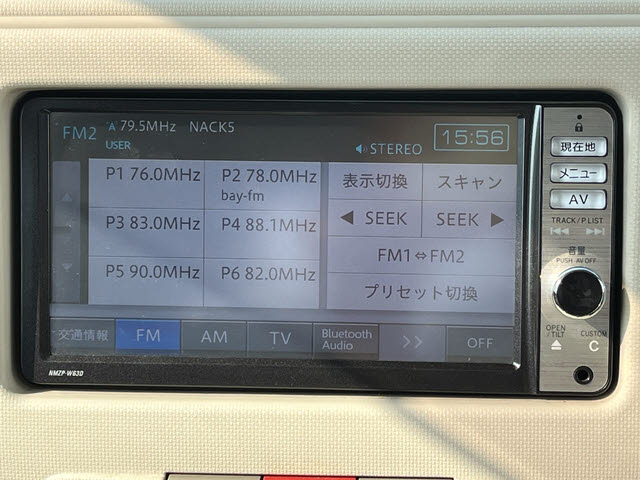 FM2 79.5MHz NACK5
USER
STEREO 15:56
P1 76.0MHz P2 78.0MHz
bay-fm
P3 83.0MHz P4 88.1MHz
P5 90.0MHz P6 82.0MHz
表示切換 スキャン
◀ SEEK SEEK ▶
FM1⇔FM2
プリセット切換
交通情報 FM AM TV Bluetooth Audio >> OFF
NMZP-W63D
現在地
メニュー
AV
TRACK/P.LIST
音量
PUSH AV OFF
OPEN/TILT
CUSTOM
C